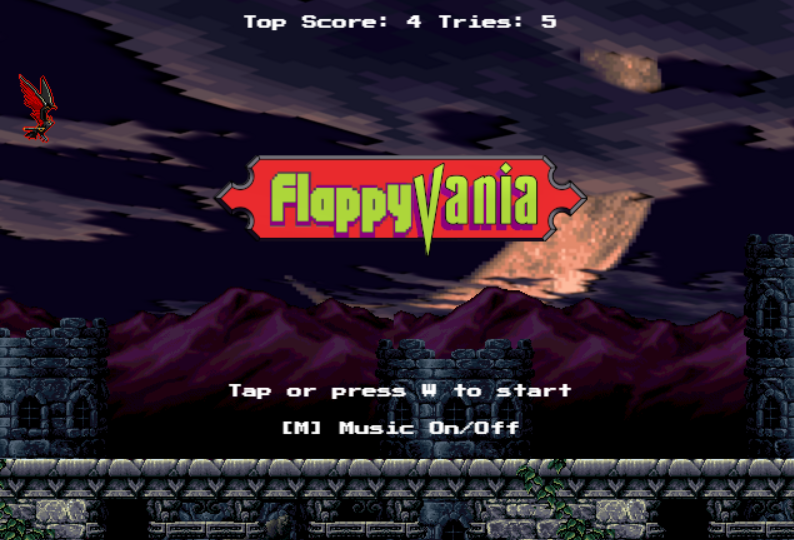 Top Score: 4 Tries: 5
FlappyVania
Tap or press W to start
[M] Music On/Off